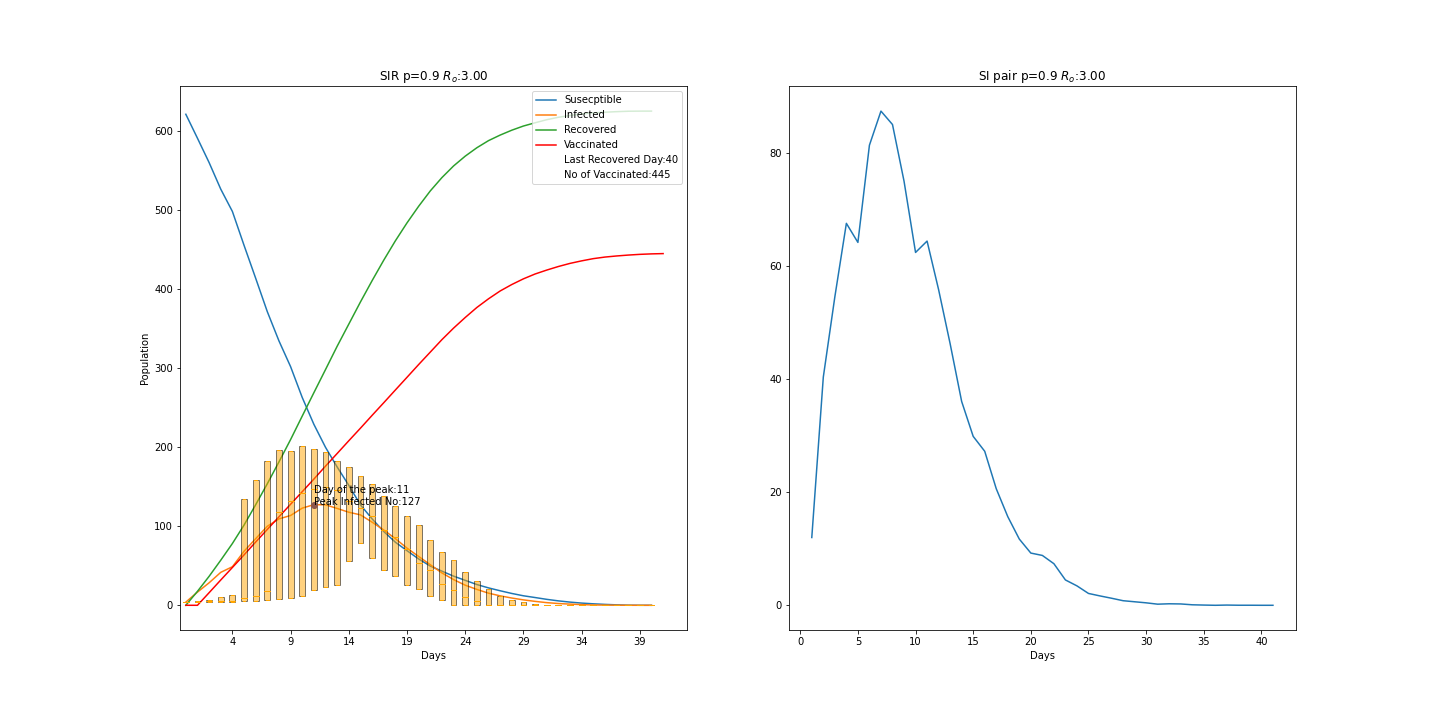 SIR p=0.9 Rₒ:3.00
Susecptible
Infected
Recovered
Vaccinated
Last Recovered Day:40
No of Vaccinated:445
Population
600
500
400
300
200
100
0
Day of the peak:11
Peak Infected No:127
4 9 14 19 24 29 34 39
Days
SI pair p=0.9 Rₒ:3.00
80
60
40
20
0
0 5 10 15 20 25 30 35 40
Days